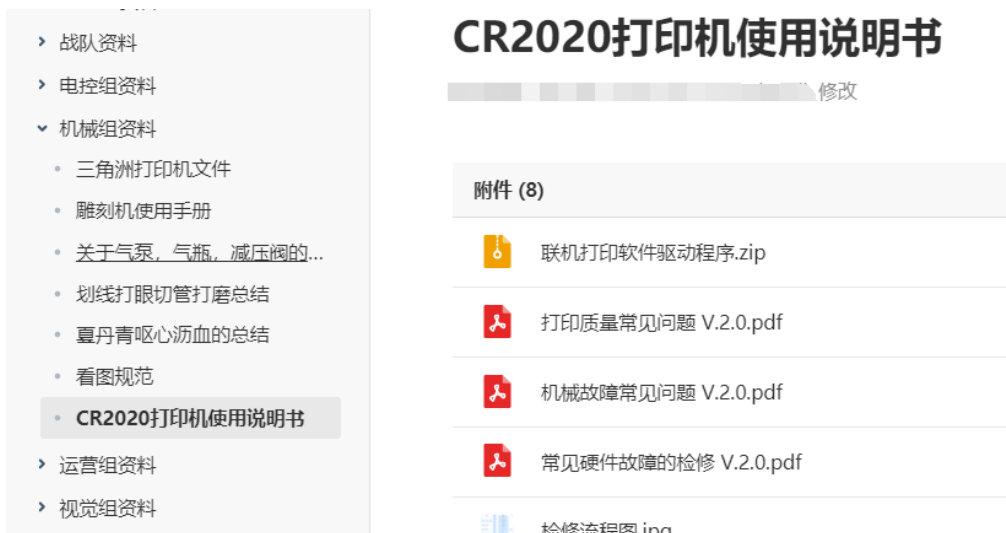 战队资料
电控组资料
机械组资料
三角洲打印机文件
雕刻机使用手册
关于气泵，气瓶，减压阀的...
划线打眼切管打磨总结
夏丹青呕心沥血的总结
看图规范
CR2020打印机使用说明书
运营组资料
视觉组资料
CR2020打印机使用说明书
修改
附件 (8)
联机打印软件驱动程序.zip
打印质量常见问题 V.2.0.pdf
机械故障常见问题 V.2.0.pdf
常见硬件故障的检修 V.2.0.pdf
检修流程图.jpg